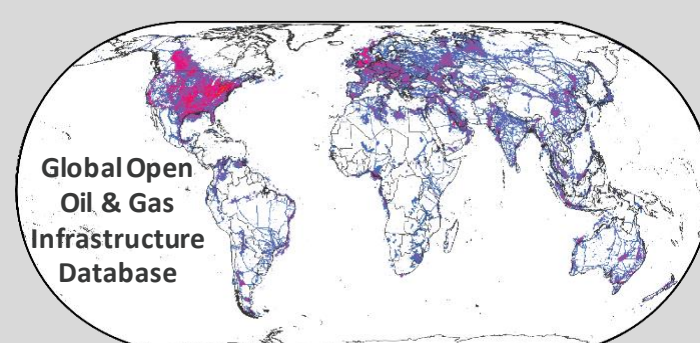 Global Open
Oil & Gas
Infrastructure
Database